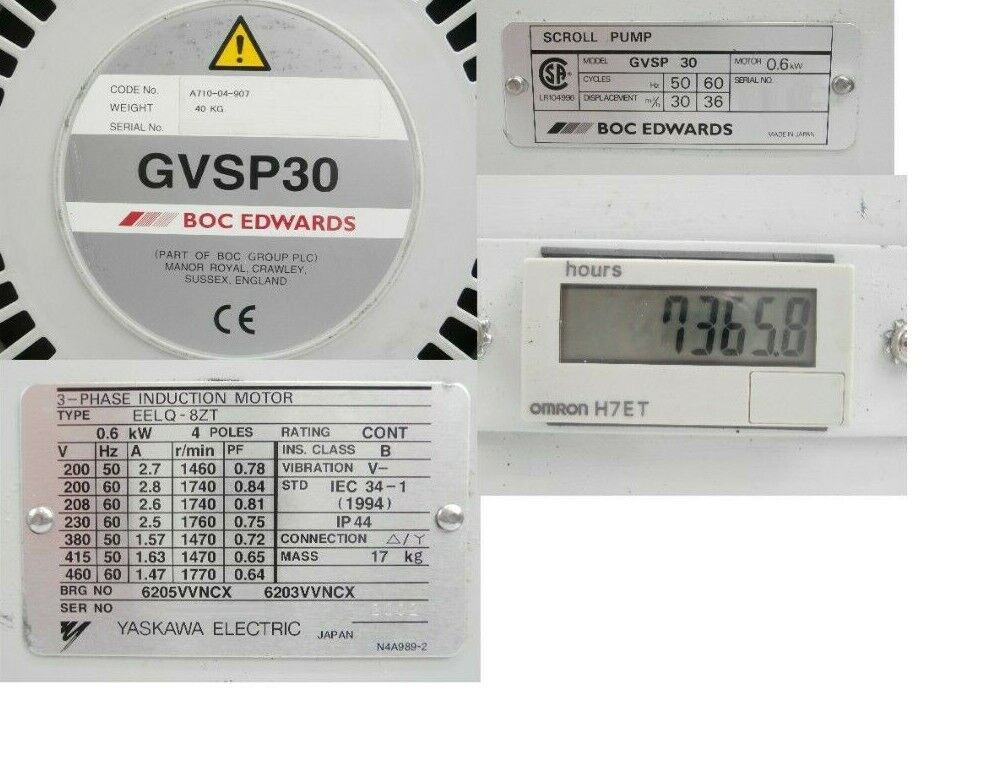 CODE No. A710-04-907
WEIGHT 40 KG
SERIAL No.
GVSP30
BOC EDWARDS
(PART OF BOC GROUP PLC)
MANOR ROYAL, CRAWLEY,
SUSSEX, ENGLAND
CE
SCROLL PUMP
MODEL GVSP 30 MOTOR 0.6 kW
CYCLES Hz 50 60 SERIAL NO.
LR104996 DISPLACEMENT m³/h 30 36
BOC EDWARDS MADE IN JAPAN
hours
7365.8
omron H7ET
3-PHASE INDUCTION MOTOR
TYPE EELQ-8ZT
0.6 kW 4 POLES RATING CONT
V Hz A r/min PF INS. CLASS B
200 50 2.7 1460 0.78 VIBRATION V-
200 60 2.8 1740 0.84 STD IEC 34-1
208 60 2.6 1740 0.81 (1994)
230 60 2.5 1760 0.75 IP44
380 50 1.57 1470 0.72 CONNECTION △/Y
415 50 1.63 1470 0.65 MASS 17 kg
460 60 1.47 1770 0.64
BRG NO 6205VVNCX 6203VVNCX
SER NO
YASKAWA ELECTRIC JAPAN
N4A989-2